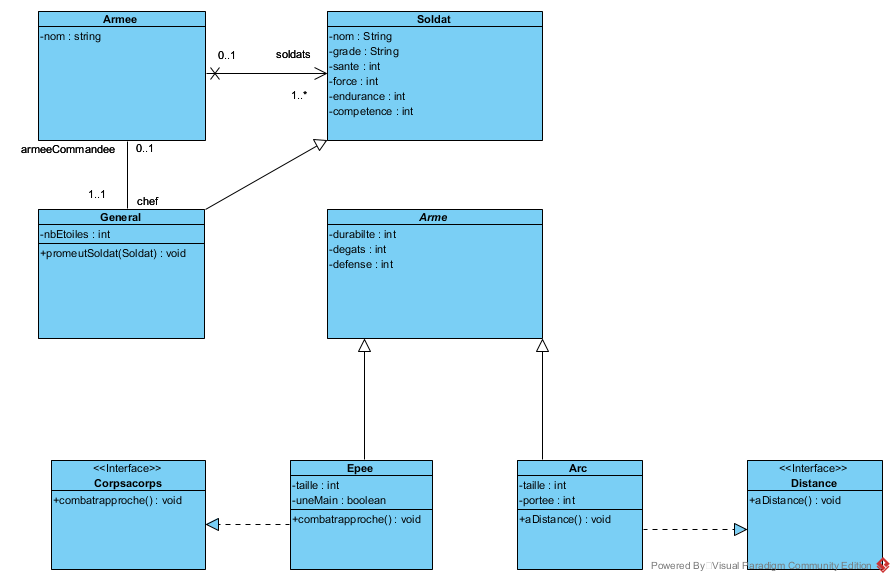 Armee
-nom : string
Soldat
-nom : String
-grade : String
-sante : int
-force : int
-endurance : int
-competence : int
0..1
soldats
1..*
armeeCommandee
0..1
1..1
chef
General
-nbEtoiles : int
+promeutSoldat(Soldat) : void
Arme
-durabilte : int
-degats : int
-defense : int
<<Interface>>
Corpsacorps
+combatrapproche() : void
Epee
-taille : int
-uneMain : boolean
+combatrapproche() : void
Arc
-taille : int
-portee : int
+aDistance() : void
<<Interface>>
Distance
+aDistance() : void
Powered By Visual Paradigm Community Edition